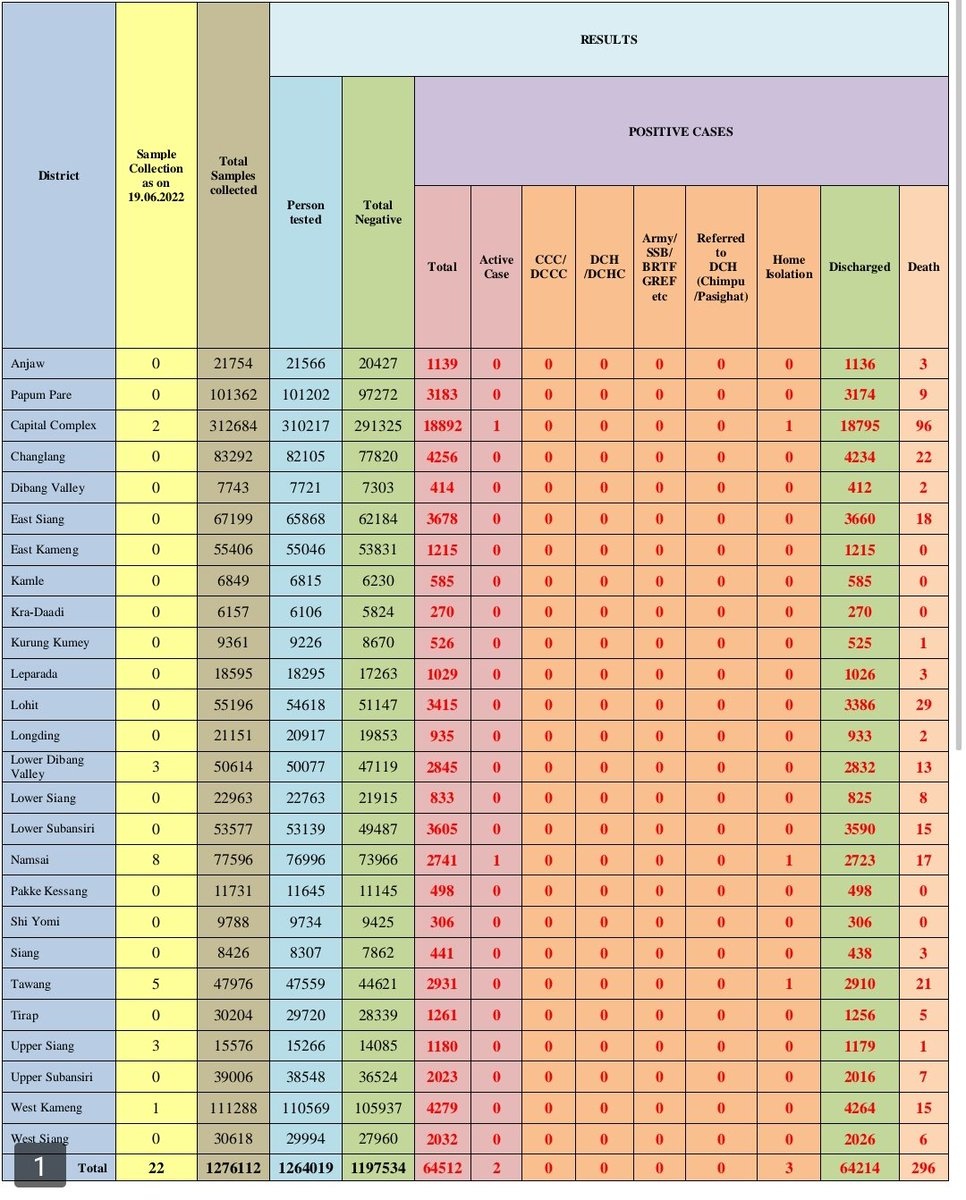 RESULTS
POSITIVE CASES
District
Sample
Collection
as on
19.06.2022
Total
Samples
collected
Person
tested
Total
Negative
Total
Active
Case
CCC/
DCCC
DCH
/DCHC
Army/
SSB/
BRTF
GREF
etc
Referred
to
DCH
(Chimpu
/Pasighat)
Home
Isolation
Discharged
Death
Anjaw 0 21754 21566 20427 1139 0 0 0 0 0 0 1136 3
Papum Pare 0 101362 101202 97272 3183 0 0 0 0 0 0 3174 9
Capital Complex 2 312684 310217 291325 18892 1 0 0 0 0 1 18795 96
Changlang 0 83292 82105 77820 4256 0 0 0 0 0 0 4234 22
Dibang Valley 0 7743 7721 7303 414 0 0 0 0 0 0 412 2
East Siang 0 67199 65868 62184 3678 0 0 0 0 0 0 3660 18
East Kameng 0 55406 55046 53831 1215 0 0 0 0 0 0 1215 0
Kamle 0 6849 6815 6230 585 0 0 0 0 0 0 585 0
Kra-Daadi 0 6157 6106 5824 270 0 0 0 0 0 0 270 0
Kurung Kumey 0 9361 9226 8670 526 0 0 0 0 0 0 525 1
Leparada 0 18595 18295 17263 1029 0 0 0 0 0 0 1026 3
Lohit 0 55196 54618 51147 3415 0 0 0 0 0 0 3386 29
Longding 0 21151 20917 19853 935 0 0 0 0 0 0 933 2
Lower Dibang
Valley 3 50614 50077 47119 2845 0 0 0 0 0 0 2832 13
Lower Siang 0 22963 22763 21915 833 0 0 0 0 0 0 825 8
Lower Subansiri 0 53577 53139 49487 3605 0 0 0 0 0 0 3590 15
Namsai 8 77596 76996 73966 2741 1 0 0 0 0 1 2723 17
Pakke Kessang 0 11731 11645 11145 498 0 0 0 0 0 0 498 0
Shi Yomi 0 9788 9734 9425 306 0 0 0 0 0 0 306 0
Siang 0 8426 8307 7862 441 0 0 0 0 0 0 438 3
Tawang 5 47976 47559 44621 2931 0 0 0 0 0 1 2910 21
Tirap 0 30204 29720 28339 1261 0 0 0 0 0 0 1256 5
Upper Siang 3 15576 15266 14085 1180 0 0 0 0 0 0 1179 1
Upper Subansiri 0 39006 38548 36524 2023 0 0 0 0 0 0 2016 7
West Kameng 1 111288 110569 105937 4279 0 0 0 0 0 0 4264 15
West Siang 0 30618 29994 27960 2032 0 0 0 0 0 0 2026 6
1 Total 22 1276112 1264019 1197534 64512 2 0 0 0 0 3 64214 296